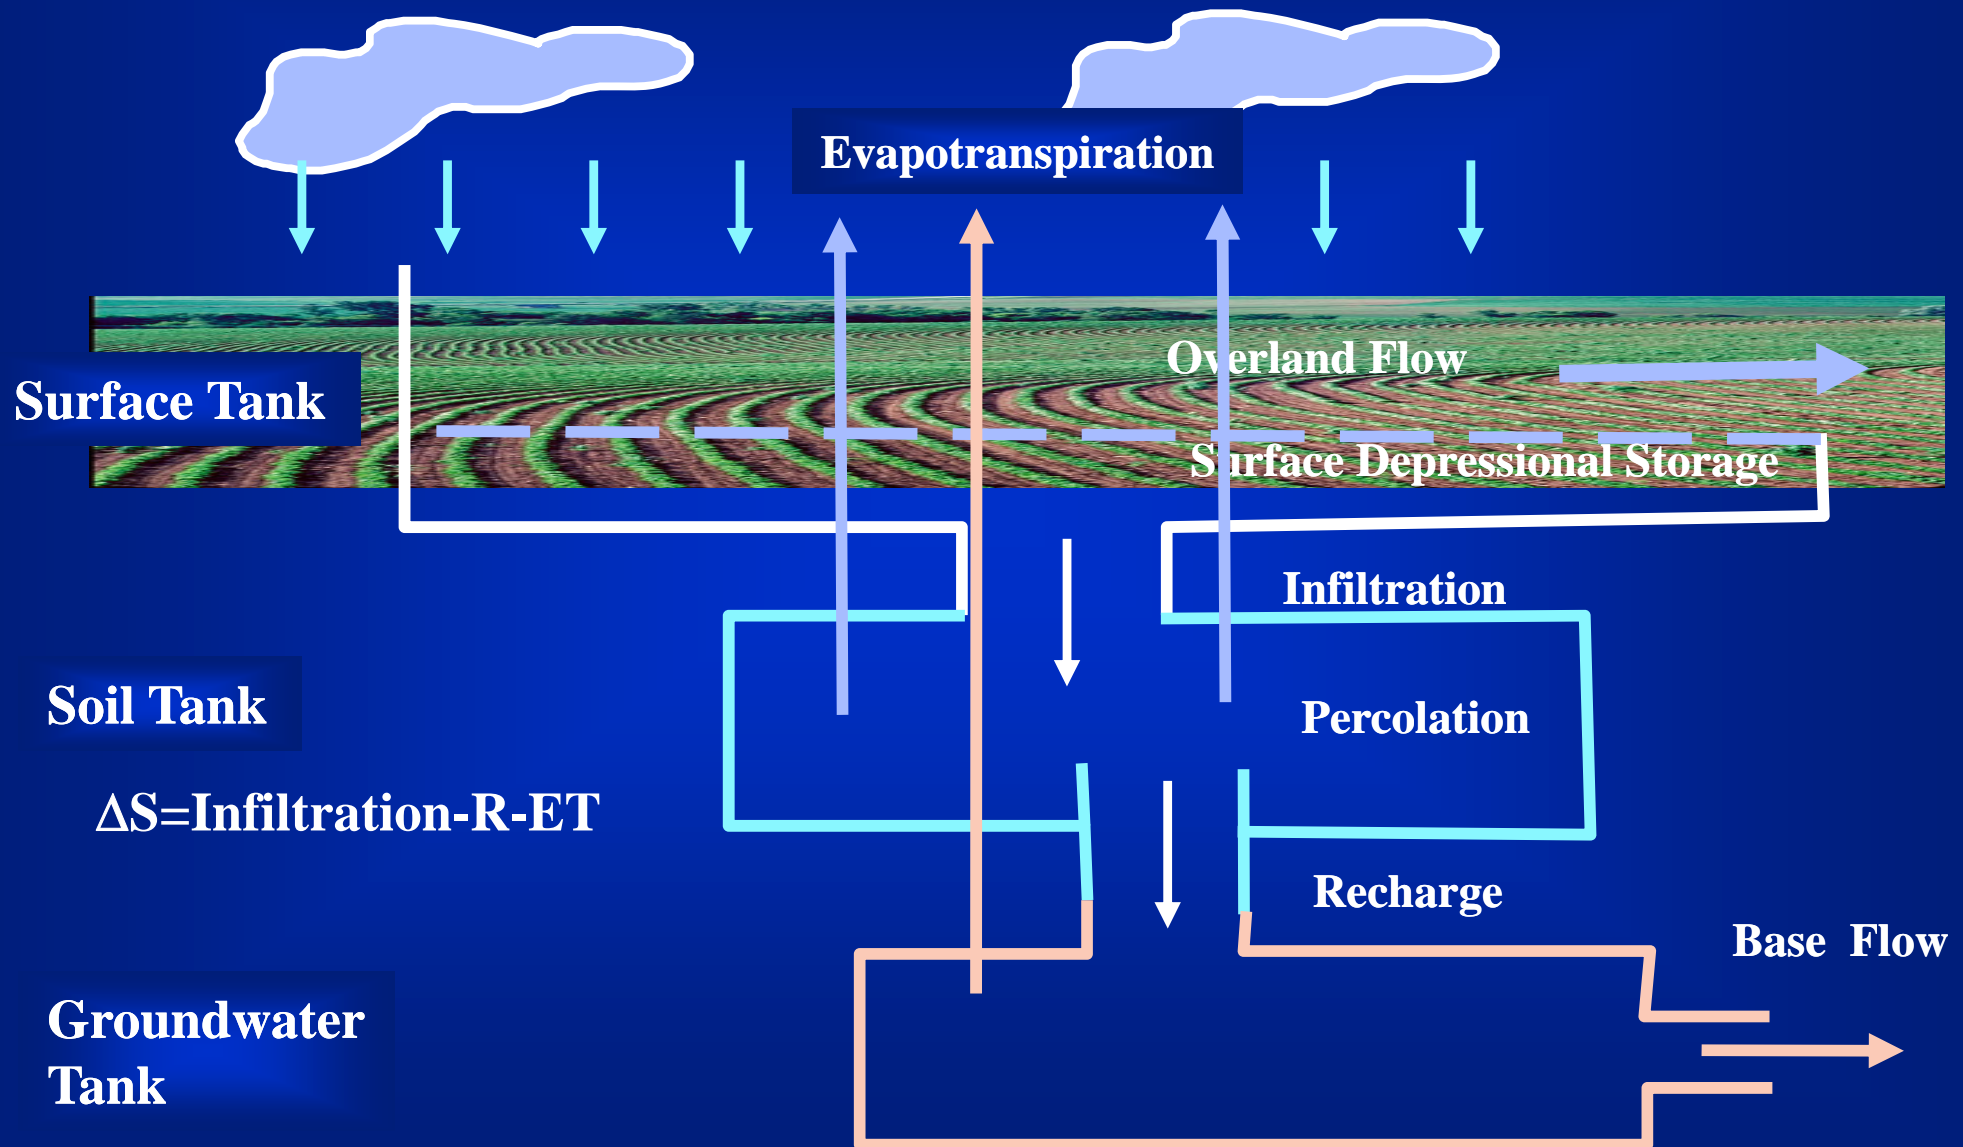 Evapotranspiration
Overland Flow
Surface Tank
Surface Depressional Storage
Infiltration
Soil Tank
Percolation
ΔS=Infiltration-R-ET
Recharge
Base Flow
Groundwater
Tank